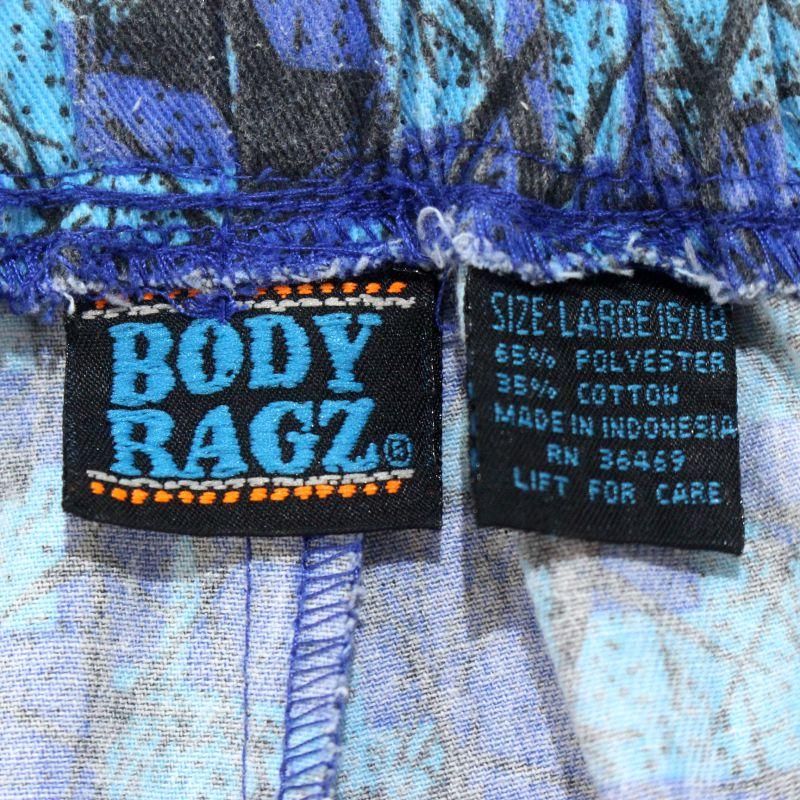 BODY
RAGZ®
SIZE: LARGE 16/18
65% POLYESTER
35% COTTON
MADE IN INDONESIA
RN 36469
LIFT FOR CARE